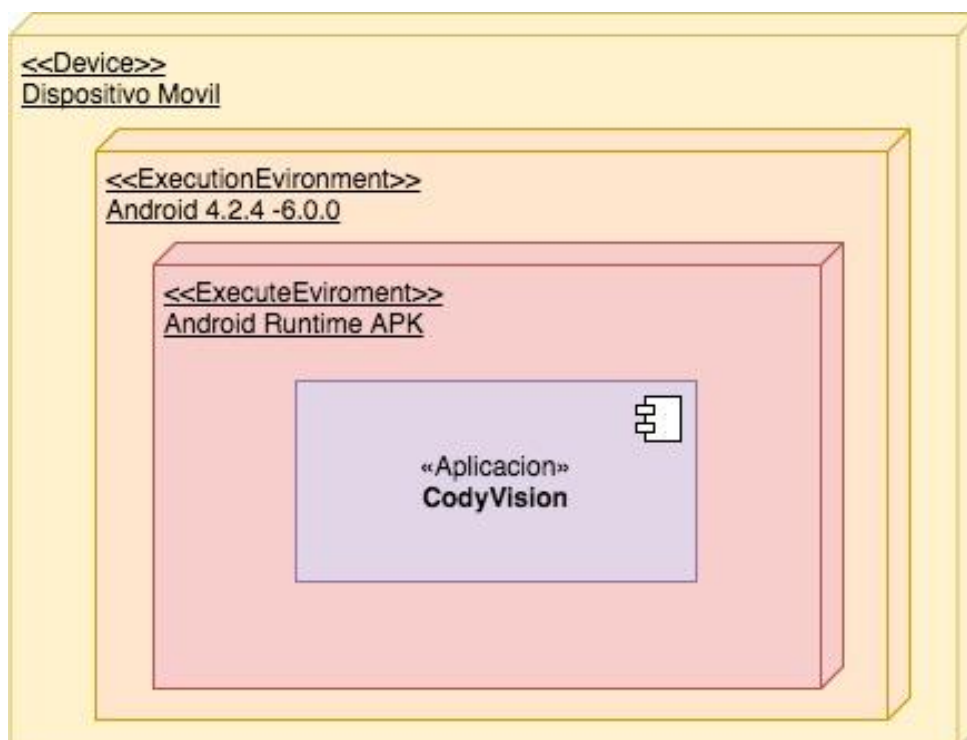 <<Device>>
Dispositivo Movil
<<ExecutionEvironment>>
Android 4.2.4 -6.0.0
<<ExecuteEviroment>>
Android Runtime APK
«Aplicacion»
CodyVision